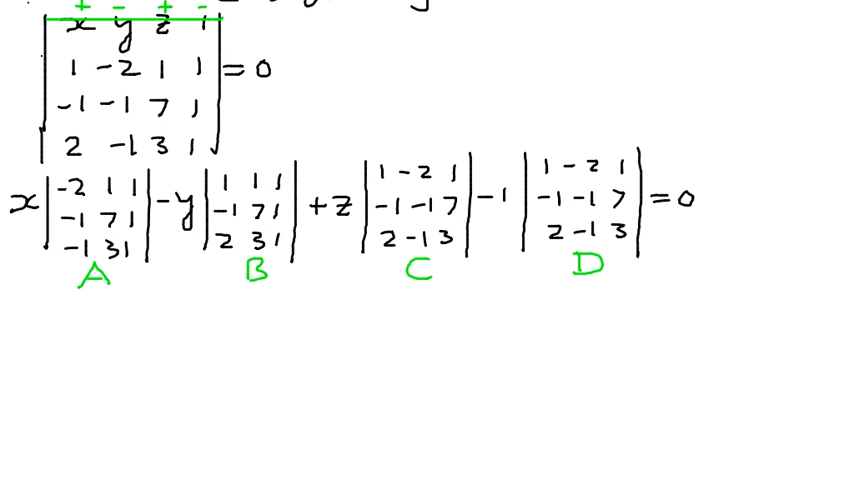 + - + -
x y z 1
1 -2 1 1 = 0
-1 -1 7 1
2 -1 3 1
x |-2 1 1| - y |1 1 1| + z |1 -2 1| - 1 |1 -2 1| = 0
|-1 7 1| |-1 7 1| |-1 -1 7| |-1 -1 7|
|-1 3 1| |2 3 1| |2 -1 3| |2 -1 3|
A B C D